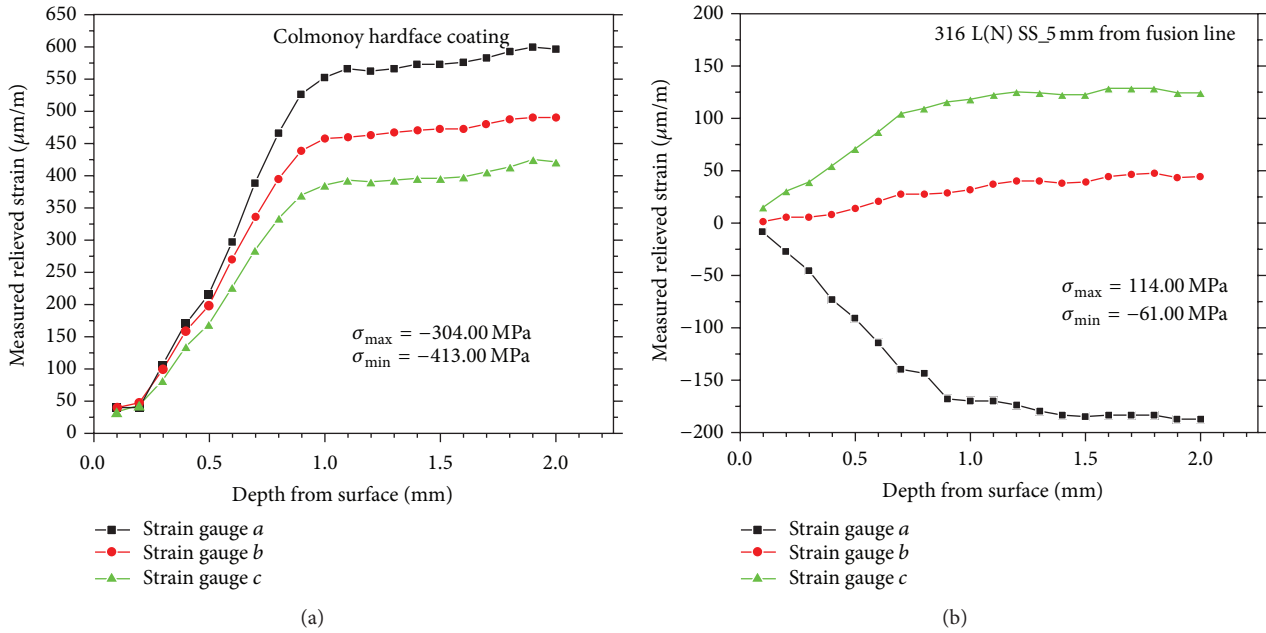 Colmonoy hardface coating
Measured relieved strain (μm/m)
650
600
550
500
450
400
350
300
250
200
150
100
50
0
σmax = −304.00 MPa
σmin = −413.00 MPa
0.0 0.5 1.0 1.5 2.0
Depth from surface (mm)
Strain gauge a
Strain gauge b
Strain gauge c
(a)
316 L(N) SS_5 mm from fusion line
Measured relieved strain (μm/m)
200
150
125
100
50
0
−50
−75
−100
−150
−200
σmax = 114.00 MPa
σmin = −61.00 MPa
0.0 0.5 1.0 1.5 2.0
Depth from surface (mm)
Strain gauge a
Strain gauge b
Strain gauge c
(b)